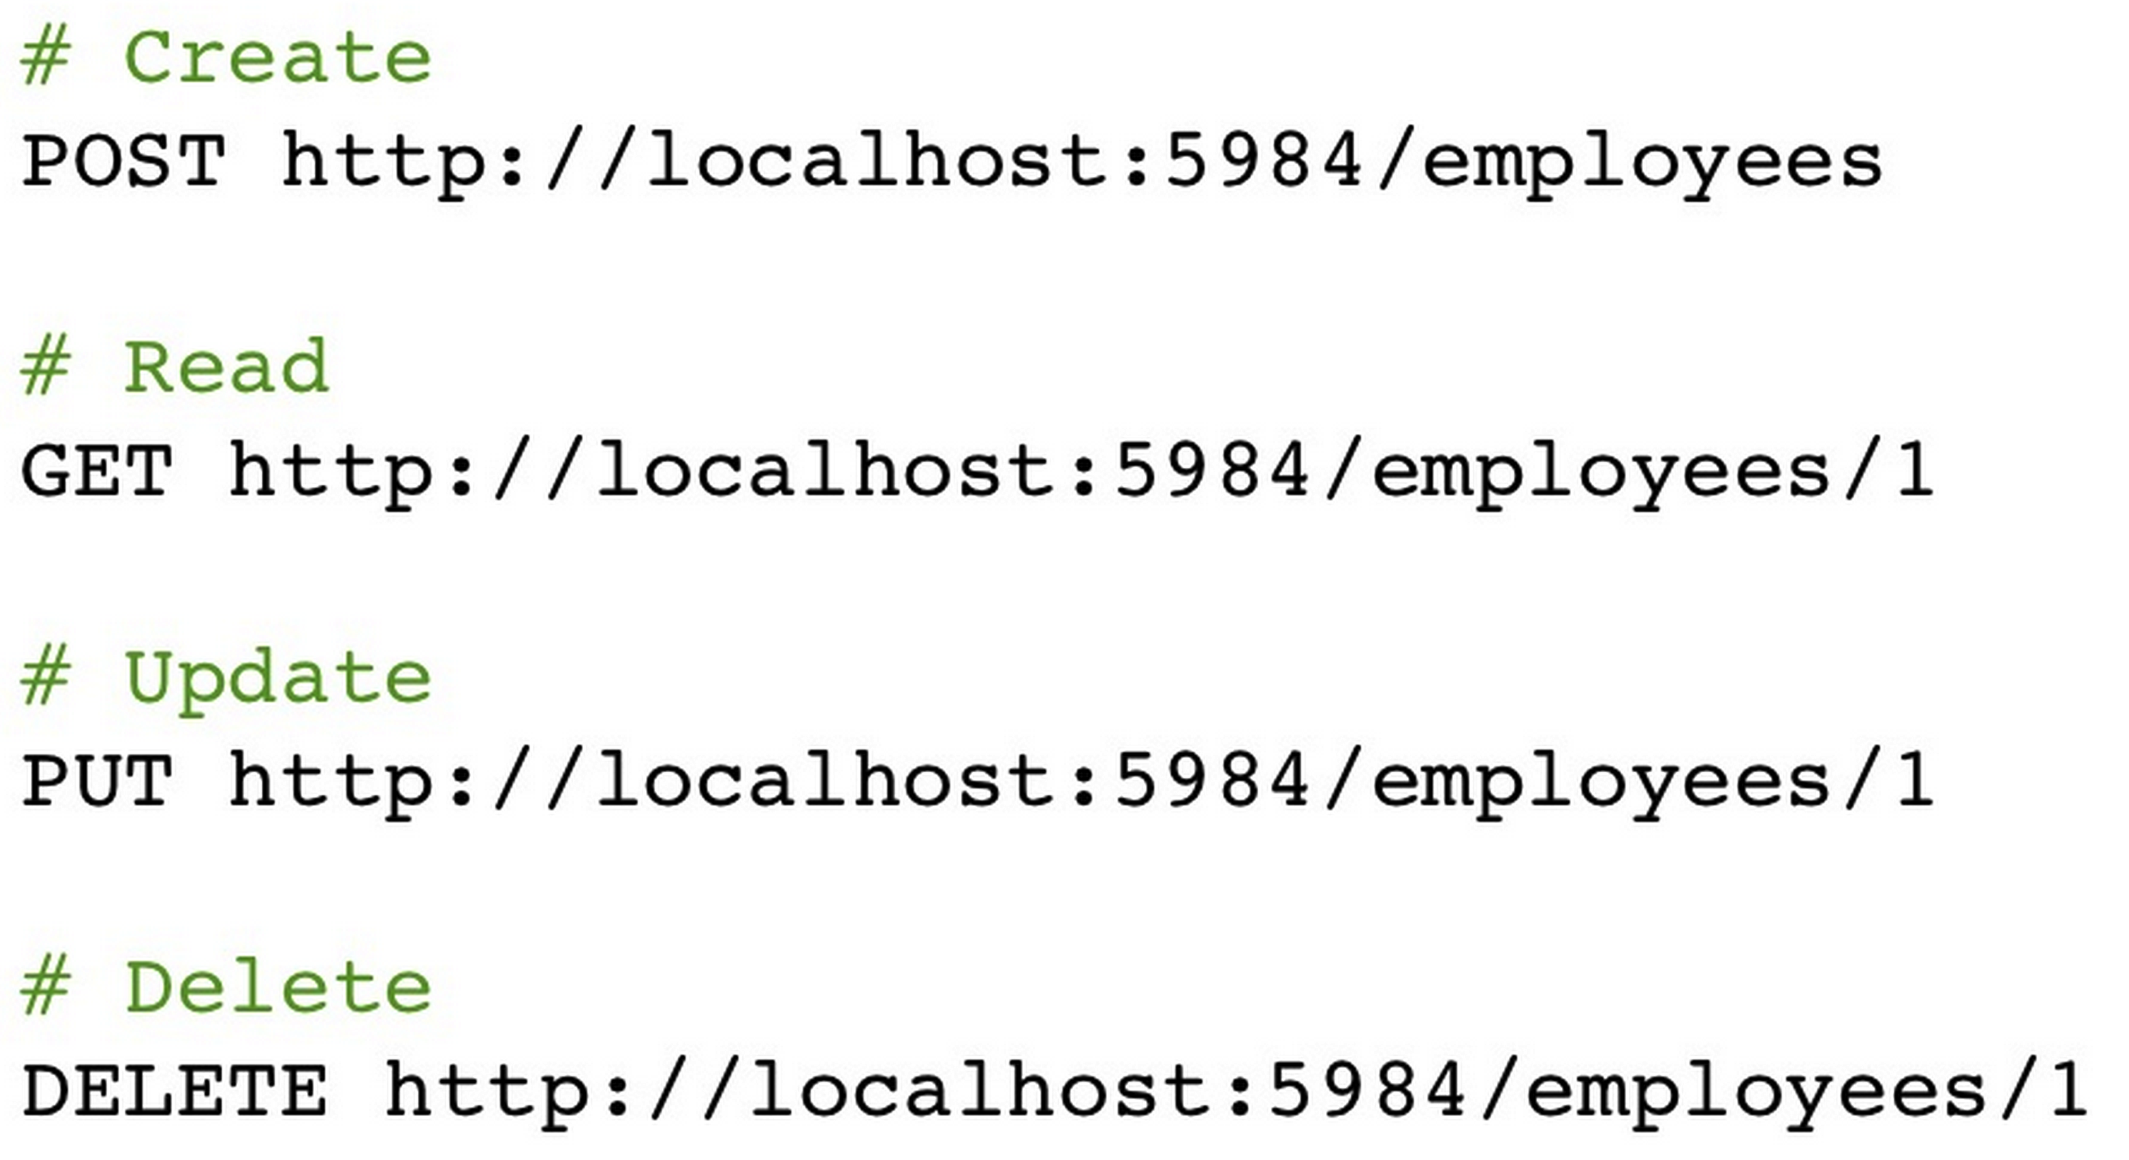 # Create
POST http://localhost:5984/employees
# Read
GET http://localhost:5984/employees/1
# Update
PUT http://localhost:5984/employees/1
# Delete
DELETE http://localhost:5984/employees/1